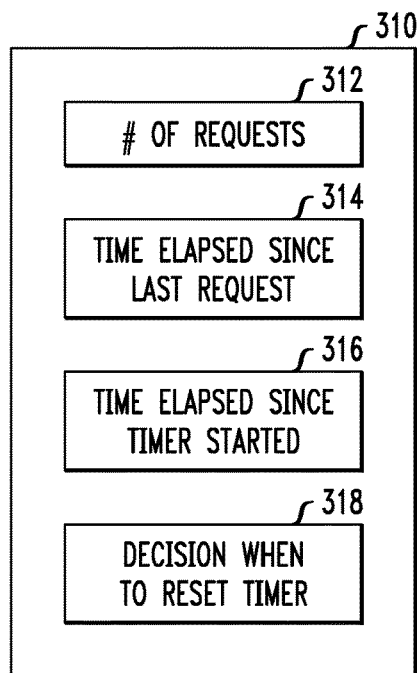 310
312
# OF REQUESTS
314
TIME ELAPSED SINCE
LAST REQUEST
316
TIME ELAPSED SINCE
TIMER STARTED
318
DECISION WHEN
TO RESET TIMER